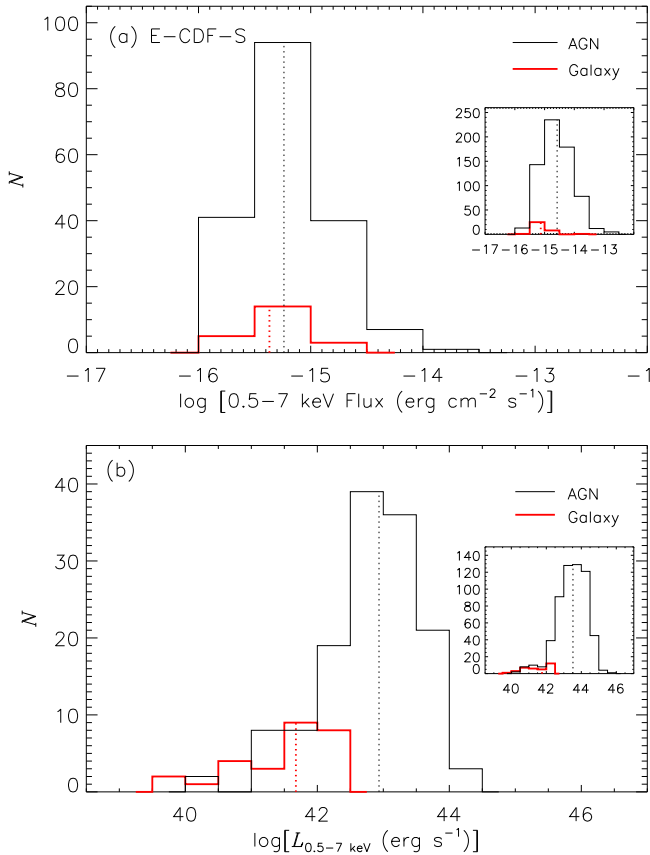 (a) E-CDF-S
AGN
Galaxy
N
100
80
60
40
20
0
250
200
150
100
50
0
-17 -16 -15 -14 -13
-17 -16 -15 -14 -13 -1
log [0.5-7 keV Flux (erg cm⁻² s⁻¹)]
(b)
AGN
Galaxy
N
40
30
20
10
0
140
120
100
80
60
40
20
0
40 42 44 46
40 42 44 46
log[L₀.₅₋₇ keV (erg s⁻¹)]